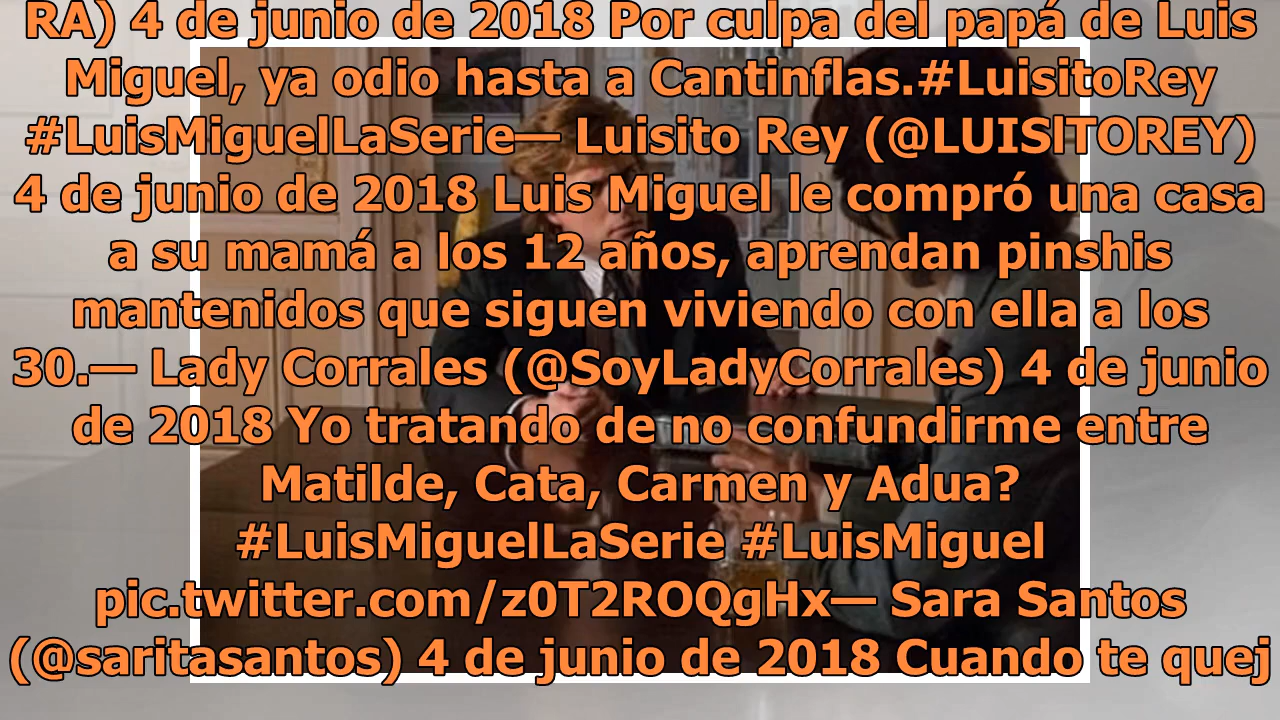 RA) 4 de junio de 2018 Por culpa del papá de Luis
Miguel, ya odio hasta a Cantinflas.#LuisitoRey
#LuisMiguelLaSerie— Luisito Rey (@LUISlTOREY)
4 de junio de 2018 Luis Miguel le compró una casa
a su mamá a los 12 años, aprendan pinshis
mantenidos que siguen viviendo con ella a los
30.— Lady Corrales (@SoyLadyCorrales) 4 de junio
de 2018 Yo tratando de no confundirme entre
Matilde, Cata, Carmen y Adua?
#LuisMiguelLaSerie #LuisMiguel
pic.twitter.com/z0T2ROQgHx— Sara Santos
(@saritasantos) 4 de junio de 2018 Cuando te quej